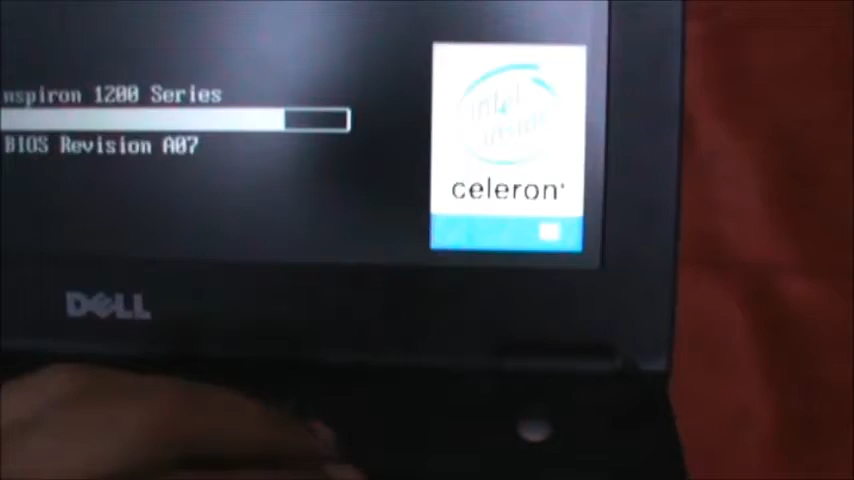 nspiron 1200 Series
BIOS Revision A07
intel
inside
celeron
DELL